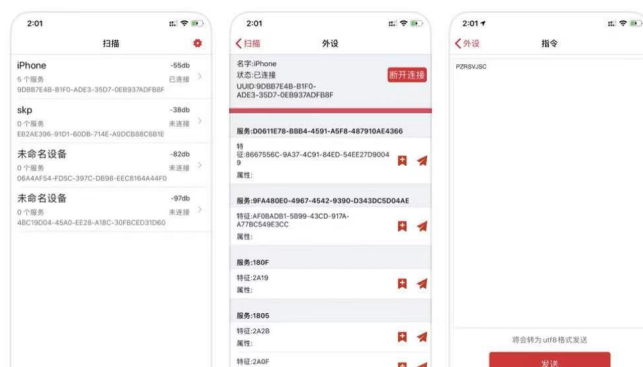 2:01
扫描
iPhone
-55db
5 个服务
已连接
9DBB7E4B-B1F0-ADE3-35D7-0EB937ADFB8F
skp
-38db
0 个服务
未连接
EB2AE396-91D1-60DB-714E-A9DCB88C6B1E
未命名设备
-82db
0 个服务
未连接
06A4AF54-FD5C-397C-DB98-EEC8164A44F0
未命名设备
-97db
0 个服务
未连接
4BC19D04-45A0-EE28-A18C-30FBCED31D60
2:01
扫描
外设
名字:iPhone
状态:已连接
UUID:9DBB7E4B-B1F0-
ADE3-35D7-0EB937ADFB8F
断开连接
服务:D0611E78-BBB4-4591-A5F8-487910AE4366
特
征:8667556C-9A37-4C91-84ED-54EE27D9004
9
属性:
服务:9FA480E0-4967-4542-9390-D343DC5D04AE
特征:AF0BADB1-5B99-43CD-917A-
A77BC549E3CC
属性:
服务:180F
特征:2A19
属性:
服务:1805
特征:2A2B
属性:
特征:2A0F
2:01
外设
指令
PZRSVJSC
将会转为 utf8 格式发送
发送